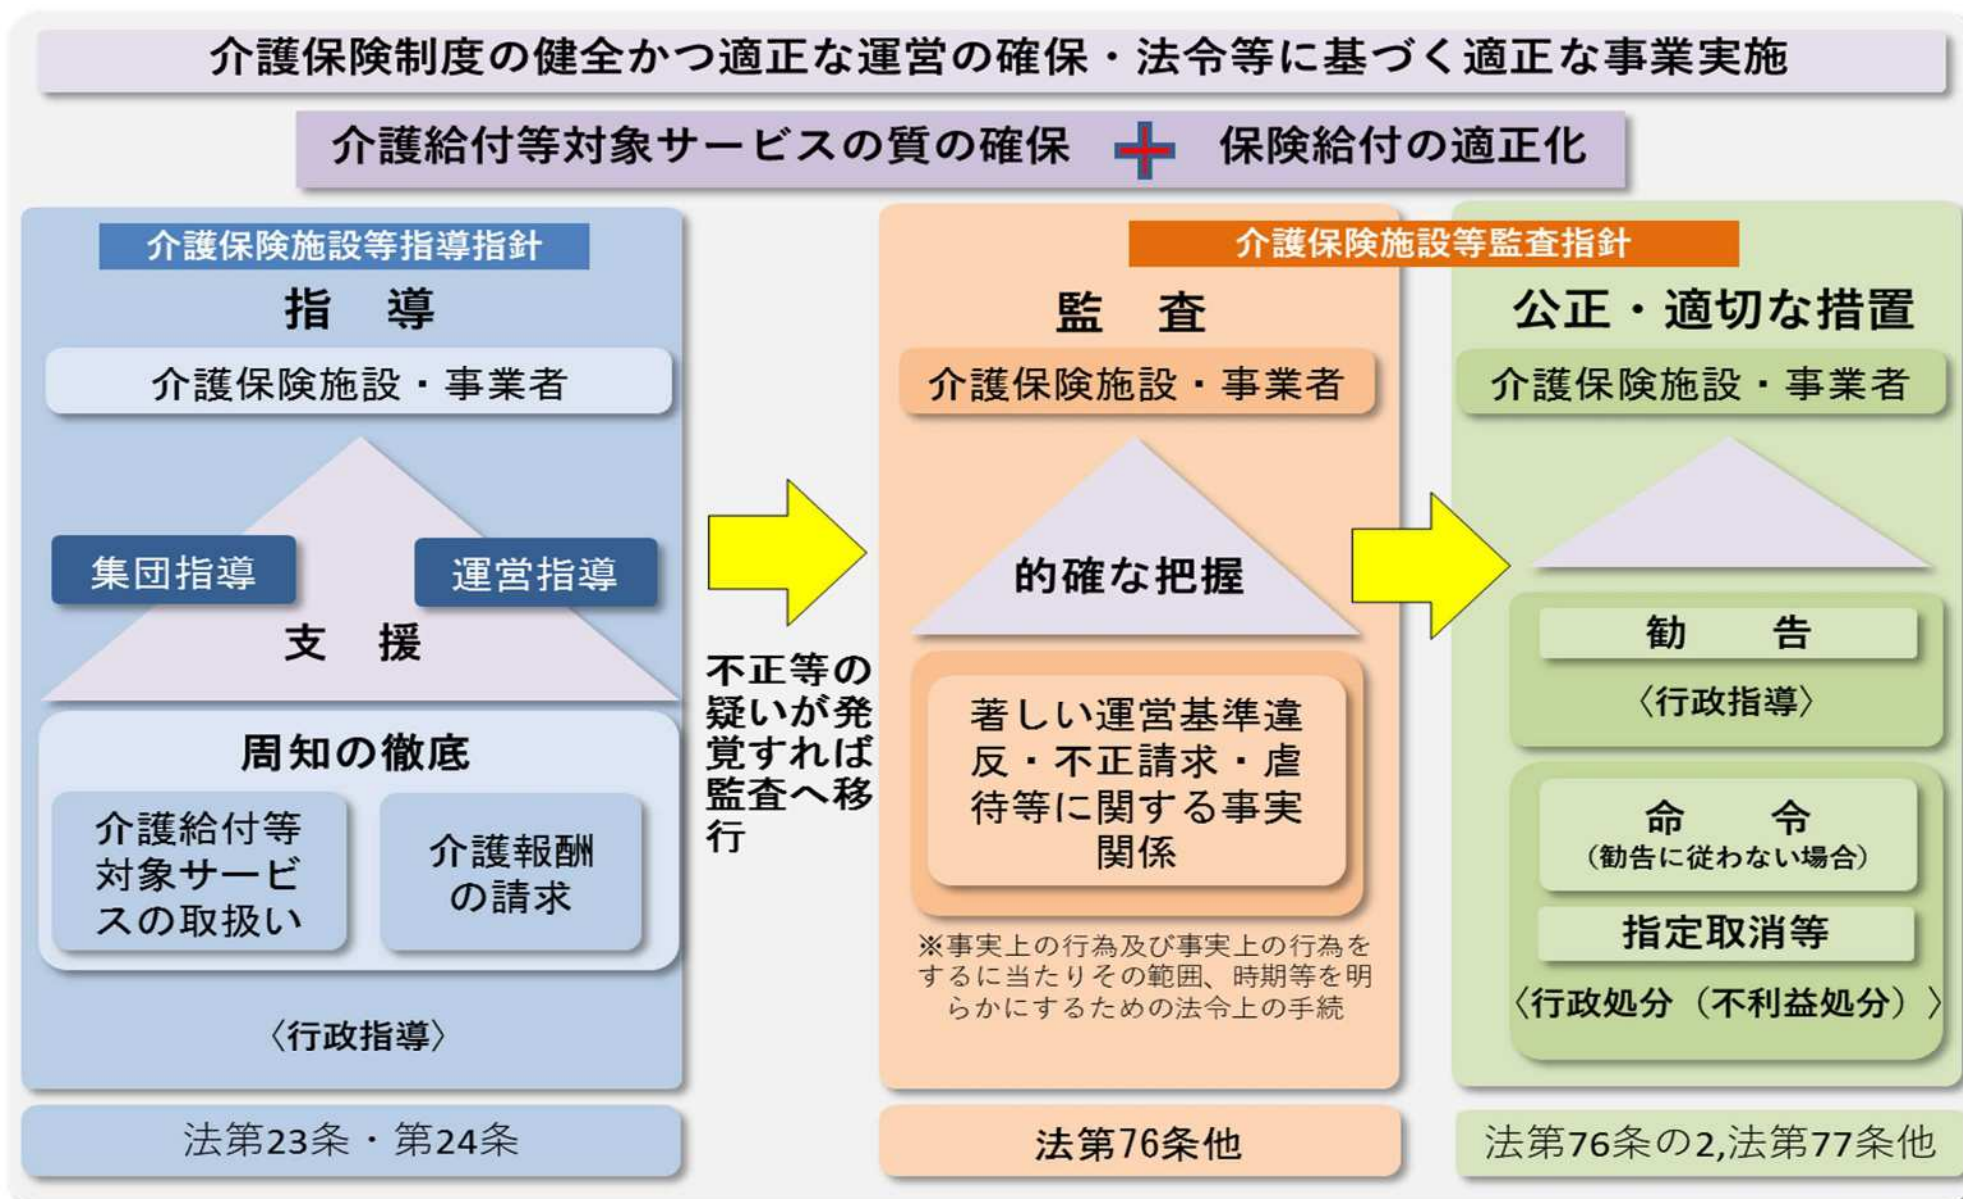 介護保険制度の健全かつ適正な運営の確保・法令等に基づく適正な事業実施
介護給付等対象サービスの質の確保 + 保険給付の適正化
介護保険施設等指導指針
指 導
介護保険施設・事業者
集団指導
運営指導
支 援
周知の徹底
介護給付等
対象サービ
スの取扱い
介護報酬
の請求
〈行政指導〉
法第23条・第24条
不正等の
疑いが発
覚すれば
監査へ移
行
介護保険施設等監査指針
監 査
介護保険施設・事業者
的確な把握
著しい運営基準違
反・不正請求・虐
待等に関する事実
関係
※事実上の行為及び事実上の行為を
するに当たりその範囲、時期等を明
らかにするための法令上の手続
法第76条他
公正・適切な措置
介護保険施設・事業者
勧 告
〈行政指導〉
命 令
(勧告に従わない場合)
指定取消等
〈行政処分(不利益処分)〉
法第76条の2,法第77条他